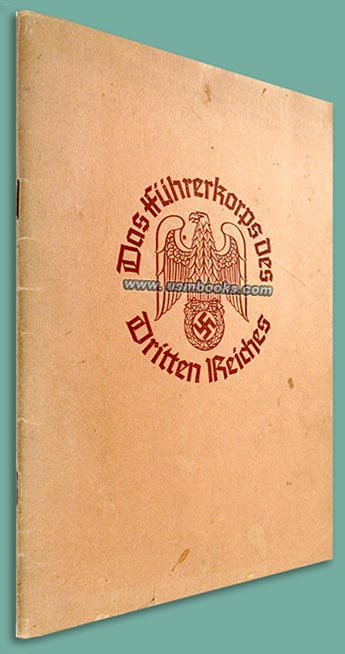 Das Führerkorps des
www.usmbooks.com
Dritten Reiches